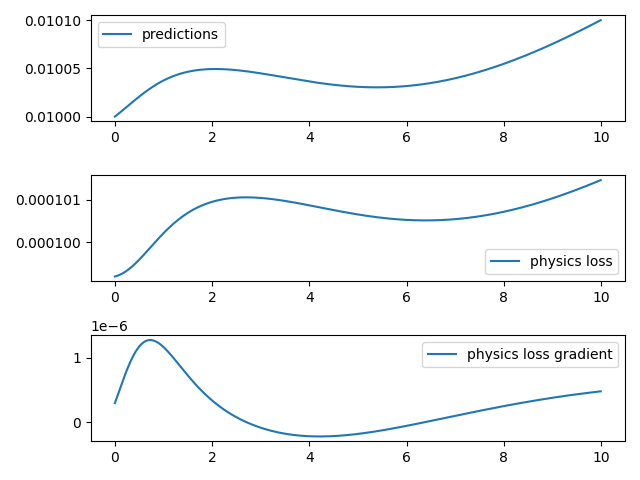 0.01010
0.01005
0.01000
predictions
0 2 4 6 8 10
0.000101
0.000100
physics loss
0 2 4 6 8 10
1e−6
1
0
physics loss gradient
0 2 4 6 8 10